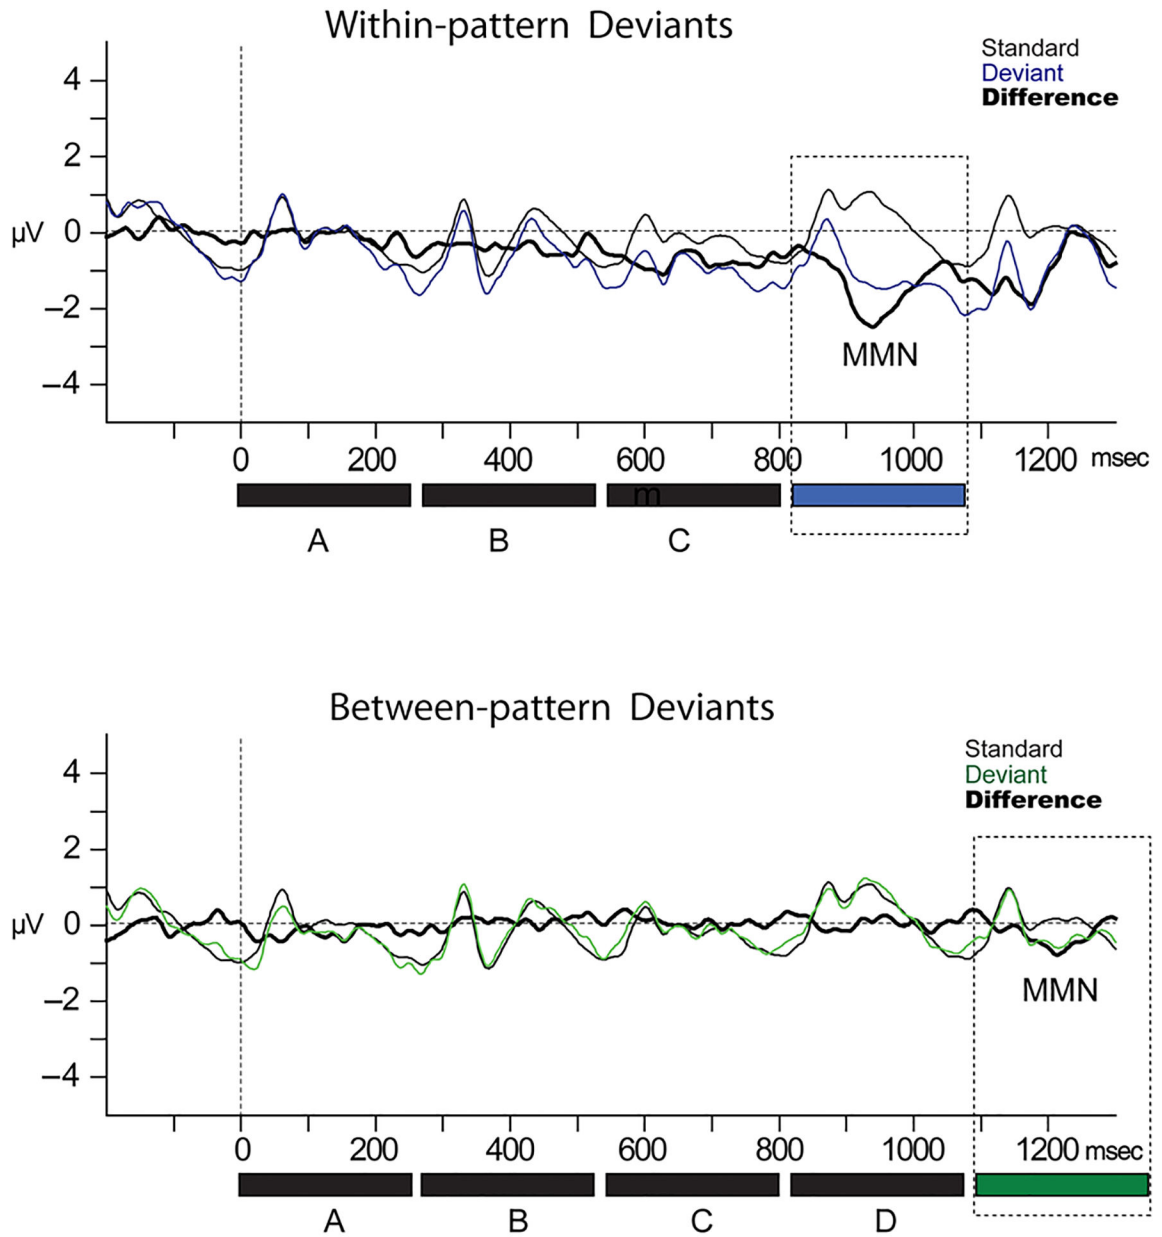 Within-pattern Deviants
Standard
Deviant
Difference
4
2
μV 0
−2
MMN
−4
0 200 400 600 800 1000 1200 msec
m
A B C
Between-pattern Deviants
Standard
Deviant
Difference
4
2
μV 0
MMN
−2
−4
0 200 400 600 800 1000 1200 msec
A B C D